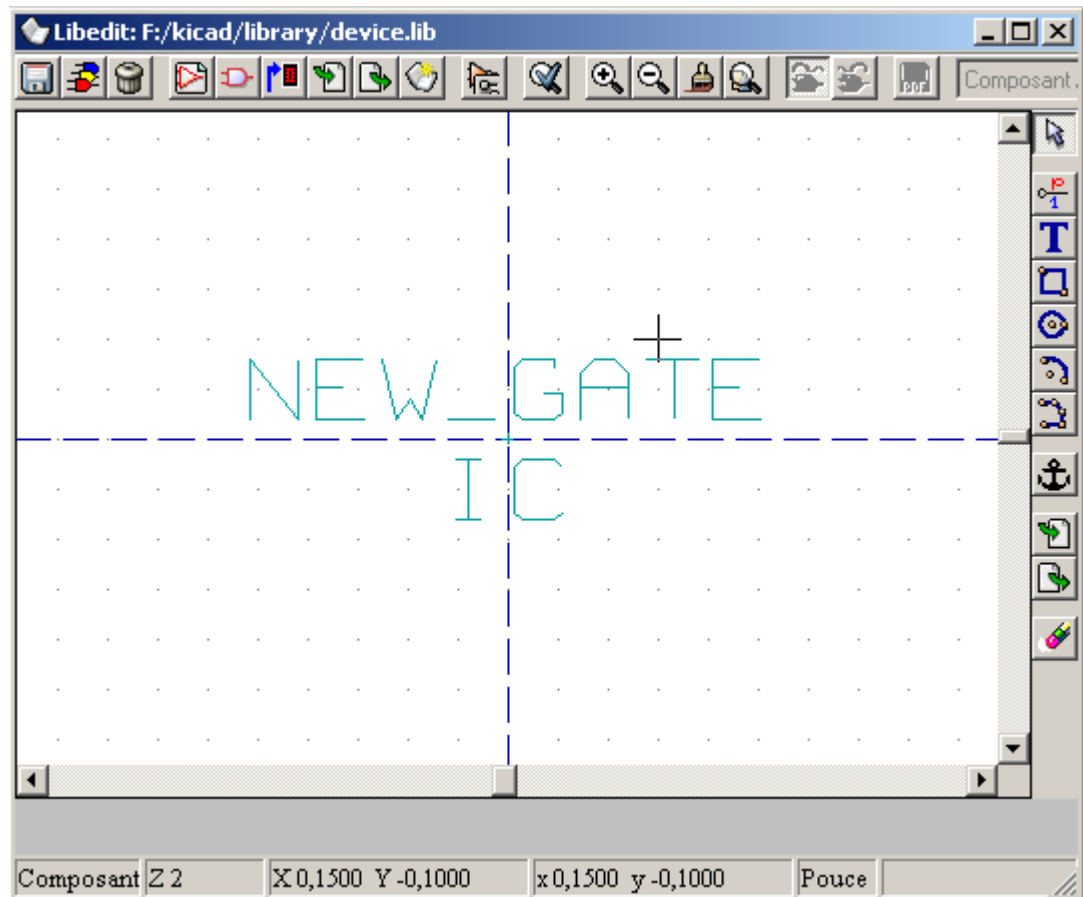 Libedit: F:/kicad/library/device.lib
Composant.
NEW_GATE
IC
Composant Z 2 X 0,1500 Y -0,1000 x 0,1500 y -0,1000 Pouce